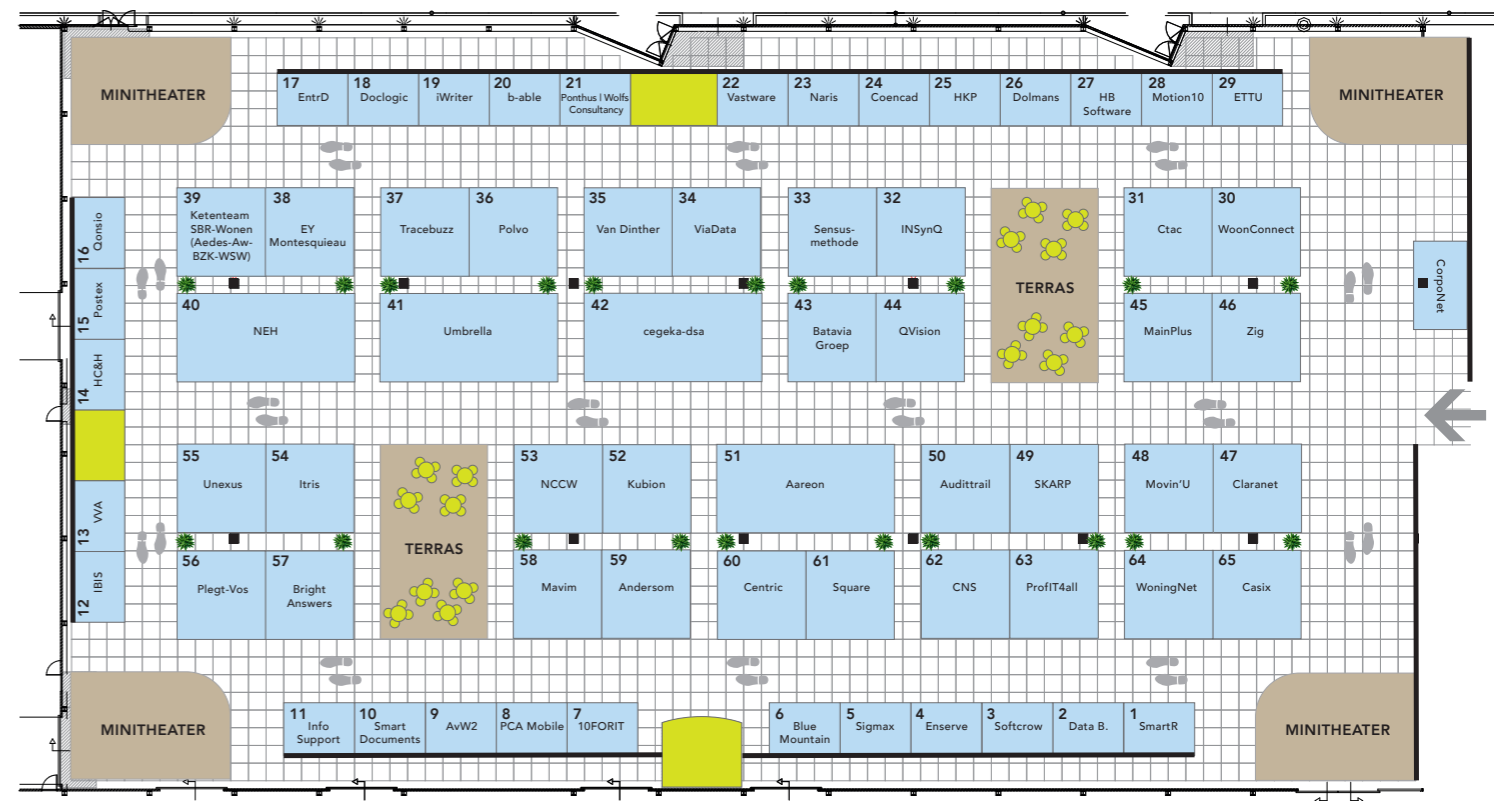 MINITHEATER
17
EntrD
18
Doclogic
19
iWriter
20
b-able
21
Ponthus | Wolfs
Consultancy
22
Vastware
23
Naris
24
Coencad
25
HKP
26
Dolmans
27
HB
Software
28
Motion10
29
ETTU
MINITHEATER
39
Ketenteam
SBR-Wonen
(Aedes-Aw-
BZK-WSW)
38
EY
Montesquieau
37
Tracebuzz
36
Polvo
35
Van Dinther
34
ViaData
33
Sensus-
methode
32
INSynQ
TERRAS
31
Ctac
30
WoonConnect
CorpoNet
16 Qonsio
15 Postex
14 HC&H
13 VVA
12 IBIS
40
NEH
41
Umbrella
42
cegeka-dsa
43
Batavia
Groep
44
QVision
45
MainPlus
46
Zig
55
Unexus
54
Itris
TERRAS
53
NCCW
52
Kubion
51
Aareon
50
Audittrail
49
SKARP
48
Movin'U
47
Claranet
56
Plegt-Vos
57
Bright
Answers
58
Mavim
59
Andersom
60
Centric
61
Square
62
CNS
63
ProfIT4all
64
WoningNet
65
Casix
MINITHEATER
11
Info
Support
10
Smart
Documents
9
AvW2
8
PCA Mobile
7
10FORIT
6
Blue
Mountain
5
Sigmax
4
Enserve
3
Softcrow
2
Data B.
1
SmartR
MINITHEATER